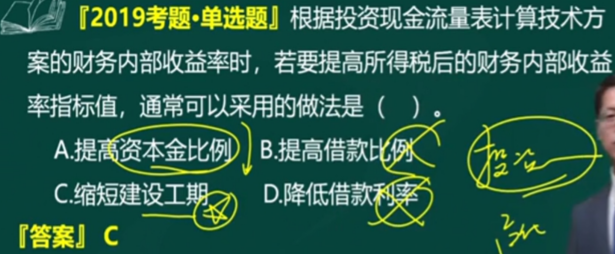 『2019考题•单选题』根据投资现金流量表计算技术方
案的财务内部收益率时，若要提高所得税后的财务内部收益
率指标值，通常可以采用的做法是（　）。
A.提高资本金比例 B.提高借款比例
C.缩短建设工期 D.降低借款利率
『答案』 C